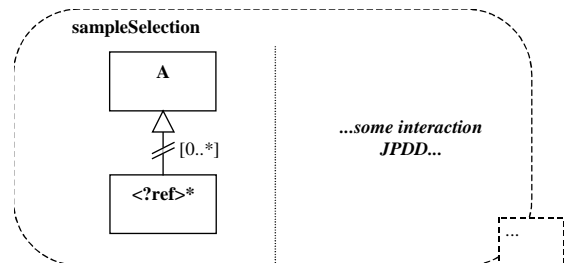 sampleSelection
A
[0..*]
<?ref>*
...some interaction
JPDD...
...